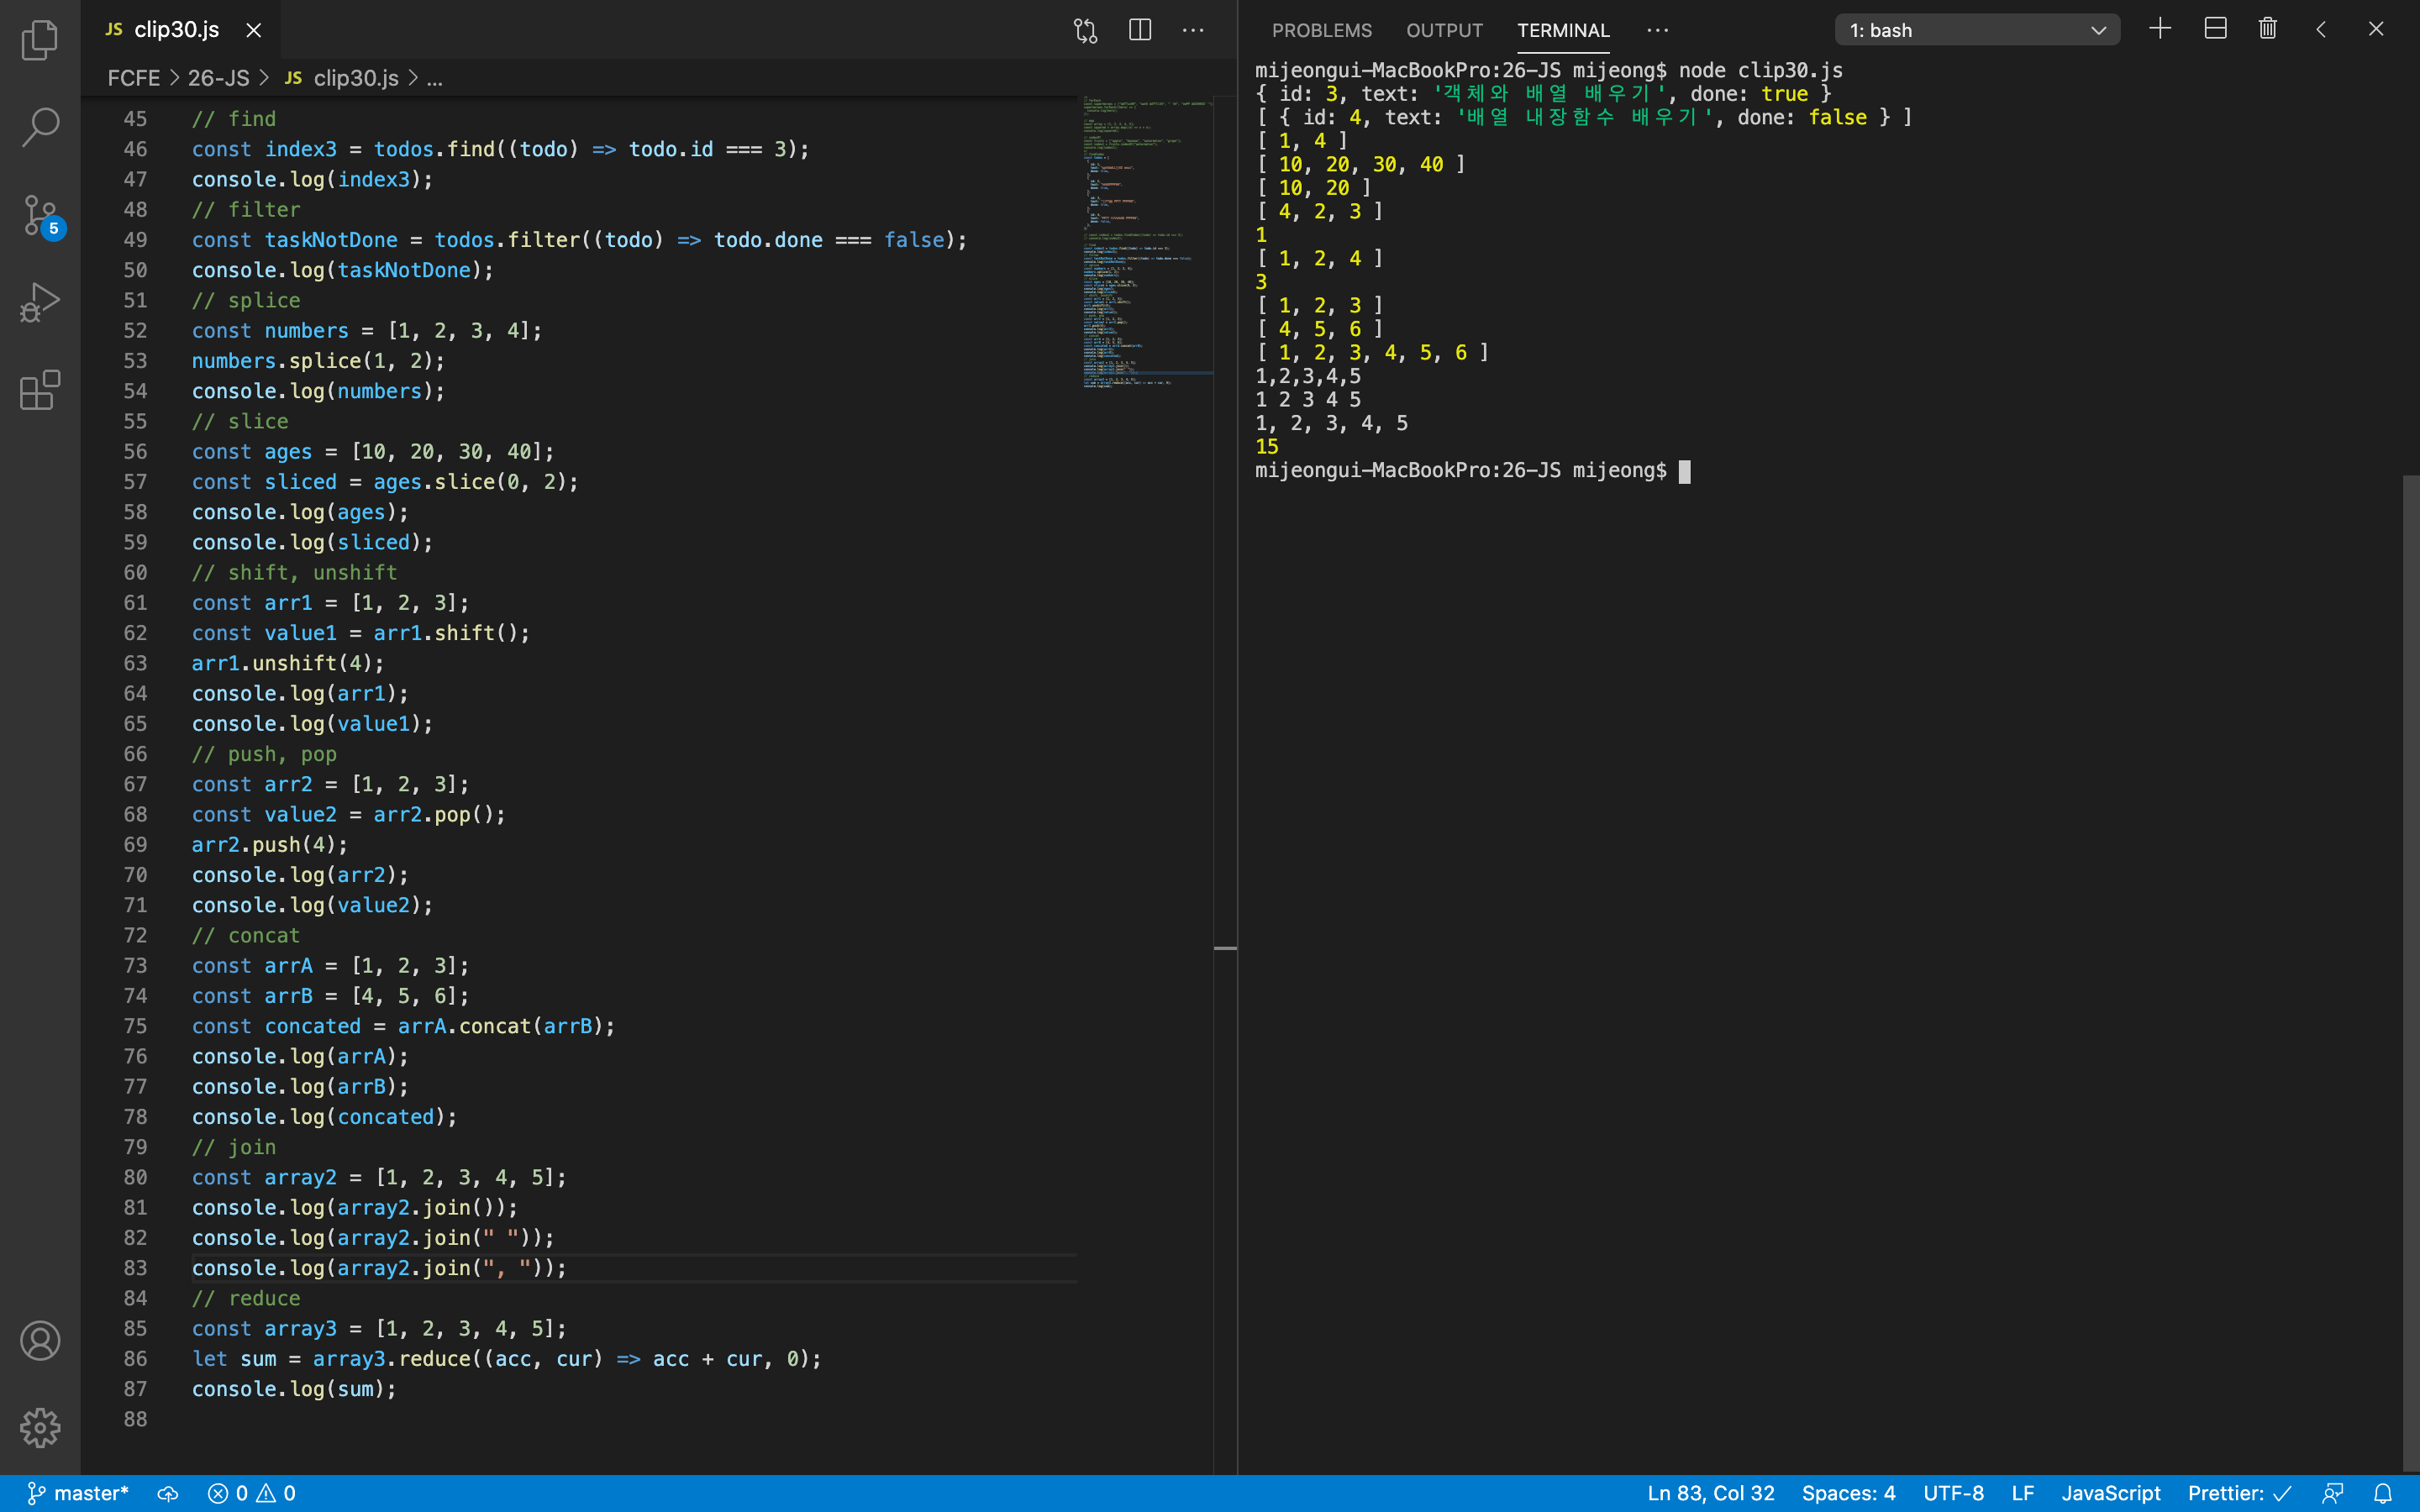 JS clip30.js
FCFE > 26-JS > JS clip30.js > ...
45 // find
46 const index3 = todos.find((todo) => todo.id === 3);
47 console.log(index3);
48 // filter
49 const taskNotDone = todos.filter((todo) => todo.done === false);
50 console.log(taskNotDone);
51 // splice
52 const numbers = [1, 2, 3, 4];
53 numbers.splice(1, 2);
54 console.log(numbers);
55 // slice
56 const ages = [10, 20, 30, 40];
57 const sliced = ages.slice(0, 2);
58 console.log(ages);
59 console.log(sliced);
60 // shift, unshift
61 const arr1 = [1, 2, 3];
62 const value1 = arr1.shift();
63 arr1.unshift(4);
64 console.log(arr1);
65 console.log(value1);
66 // push, pop
67 const arr2 = [1, 2, 3];
68 const value2 = arr2.pop();
69 arr2.push(4);
70 console.log(arr2);
71 console.log(value2);
72 // concat
73 const arrA = [1, 2, 3];
74 const arrB = [4, 5, 6];
75 const concated = arrA.concat(arrB);
76 console.log(arrA);
77 console.log(arrB);
78 console.log(concated);
79 // join
80 const array2 = [1, 2, 3, 4, 5];
81 console.log(array2.join());
82 console.log(array2.join(" "));
83 console.log(array2.join(", "));
84 // reduce
85 const array3 = [1, 2, 3, 4, 5];
86 let sum = array3.reduce((acc, cur) => acc + cur, 0);
87 console.log(sum);
88
PROBLEMS OUTPUT TERMINAL ... 1: bash
mijeongui-MacBookPro:26-JS mijeong$ node clip30.js
{ id: 3, text: '객체와 배열 배우기', done: true }
[ { id: 4, text: '배열 내장함수 배우기', done: false } ]
[ 1, 4 ]
[ 10, 20, 30, 40 ]
[ 10, 20 ]
[ 4, 2, 3 ]
1
[ 1, 2, 4 ]
3
[ 1, 2, 3 ]
[ 4, 5, 6 ]
[ 1, 2, 3, 4, 5, 6 ]
1,2,3,4,5
1 2 3 4 5
1, 2, 3, 4, 5
15
mijeongui-MacBookPro:26-JS mijeong$
5
master* 0 0 Ln 83, Col 32 Spaces: 4 UTF-8 LF JavaScript Prettier: ✓